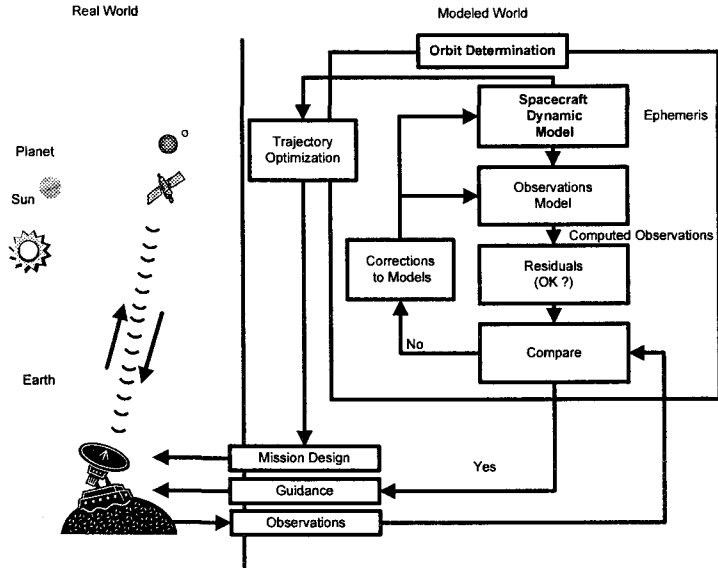 Real World
Modeled World
Orbit Determination
Spacecraft
Dynamic
Model
Ephemeris
Trajectory
Optimization
Planet
Sun
Observations
Model
Computed Observations
Corrections
to Models
Residuals
(OK ?)
No
Compare
Earth
Mission Design
Yes
Guidance
Observations